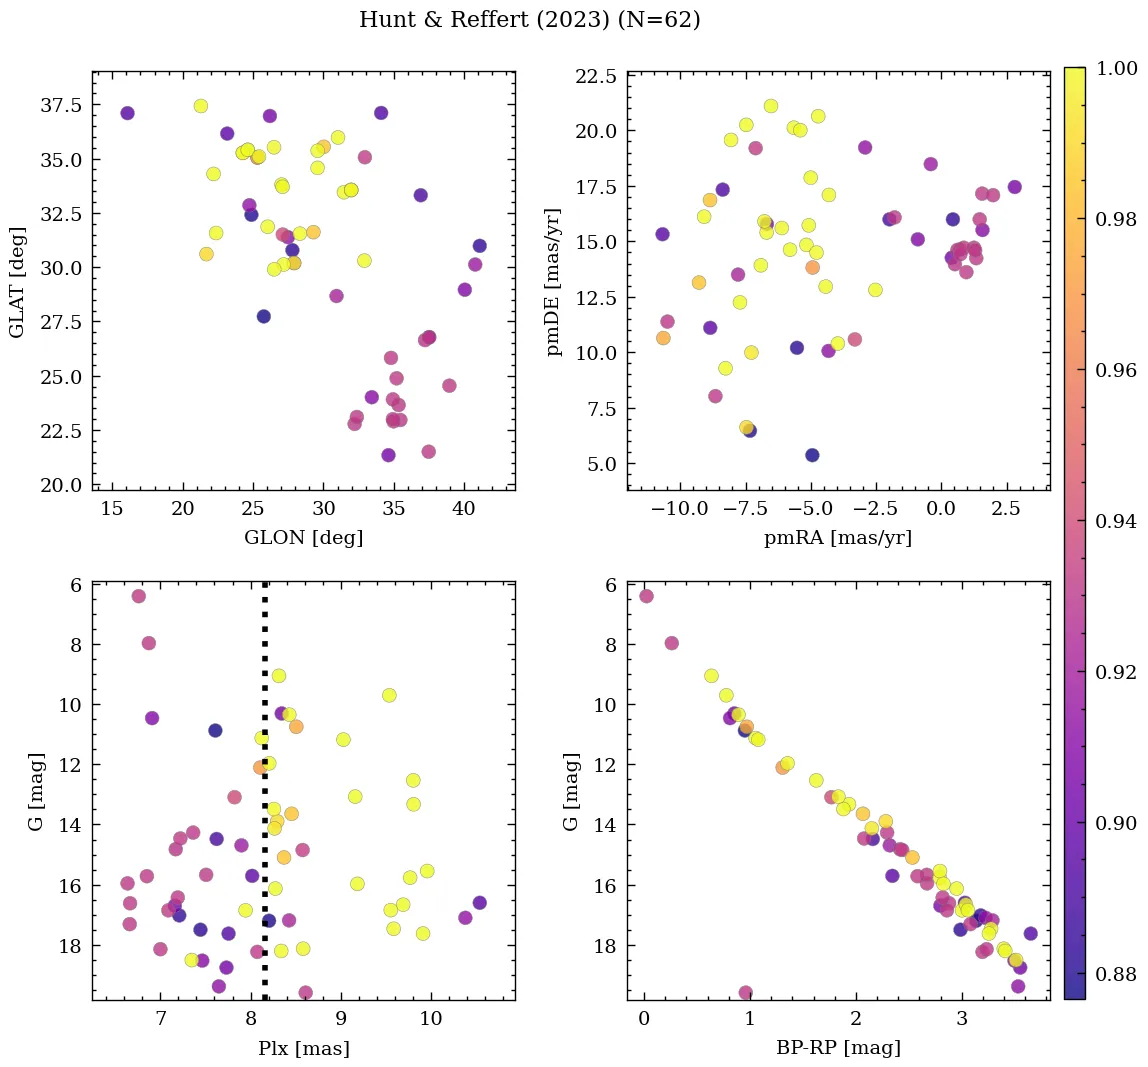 Hunt & Reffert (2023) (N=62)
37.5
35.0
32.5
30.0
27.5
25.0
22.5
20.0
GLAT [deg]
15 20 25 30 35 40
GLON [deg]
22.5
20.0
17.5
15.0
12.5
10.0
7.5
5.0
pmDE [mas/yr]
−10.0 −7.5 −5.0 −2.5 0.0 2.5
pmRA [mas/yr]
6
8
10
12
14
16
18
G [mag]
7 8 9 10
Plx [mas]
6
8
10
12
14
16
18
G [mag]
0 1 2 3
BP-RP [mag]
1.00
0.98
0.96
0.94
0.92
0.90
0.88